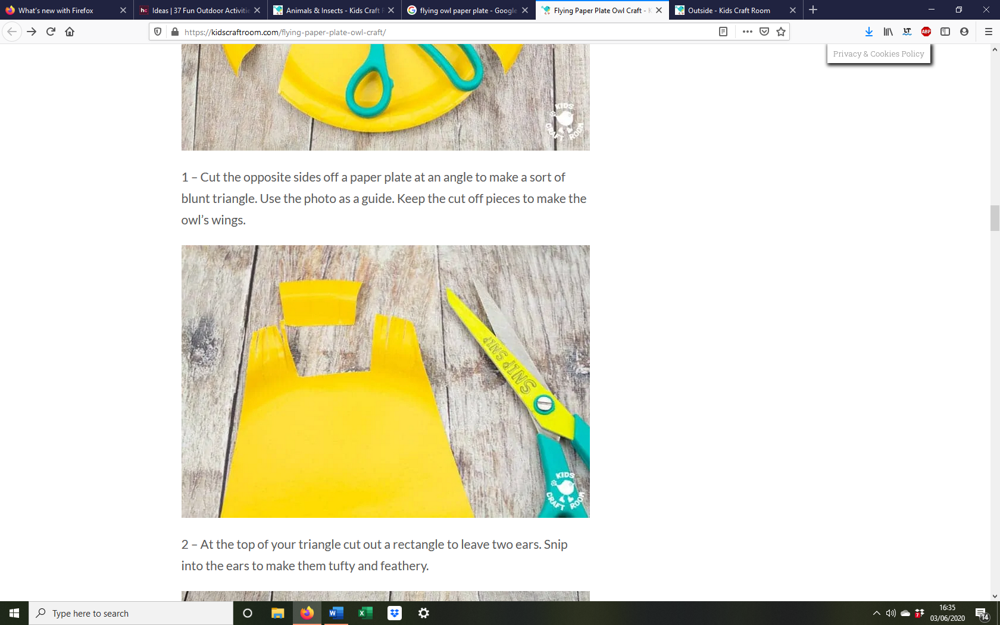 What's new with Firefox
Ideas | 37 Fun Outdoor Activitie
Animals & Insects - Kids Craft R
flying owl paper plate - Google
Flying Paper Plate Owl Craft - K
Outside - Kids Craft Room
https://kidscraftroom.com/flying-paper-plate-owl-craft/
ABP
Privacy & Cookies Policy
KIDS
CRAFT ROOM
1 – Cut the opposite sides off a paper plate at an angle to make a sort of
blunt triangle. Use the photo as a guide. Keep the cut off pieces to make the
owl’s wings.
SNIP SNIP
KIDS
CRAFT ROOM
2 – At the top of your triangle cut out a rectangle to leave two ears. Snip
into the ears to make them tufty and feathery.
Type here to search
16:35
03/06/2020
14